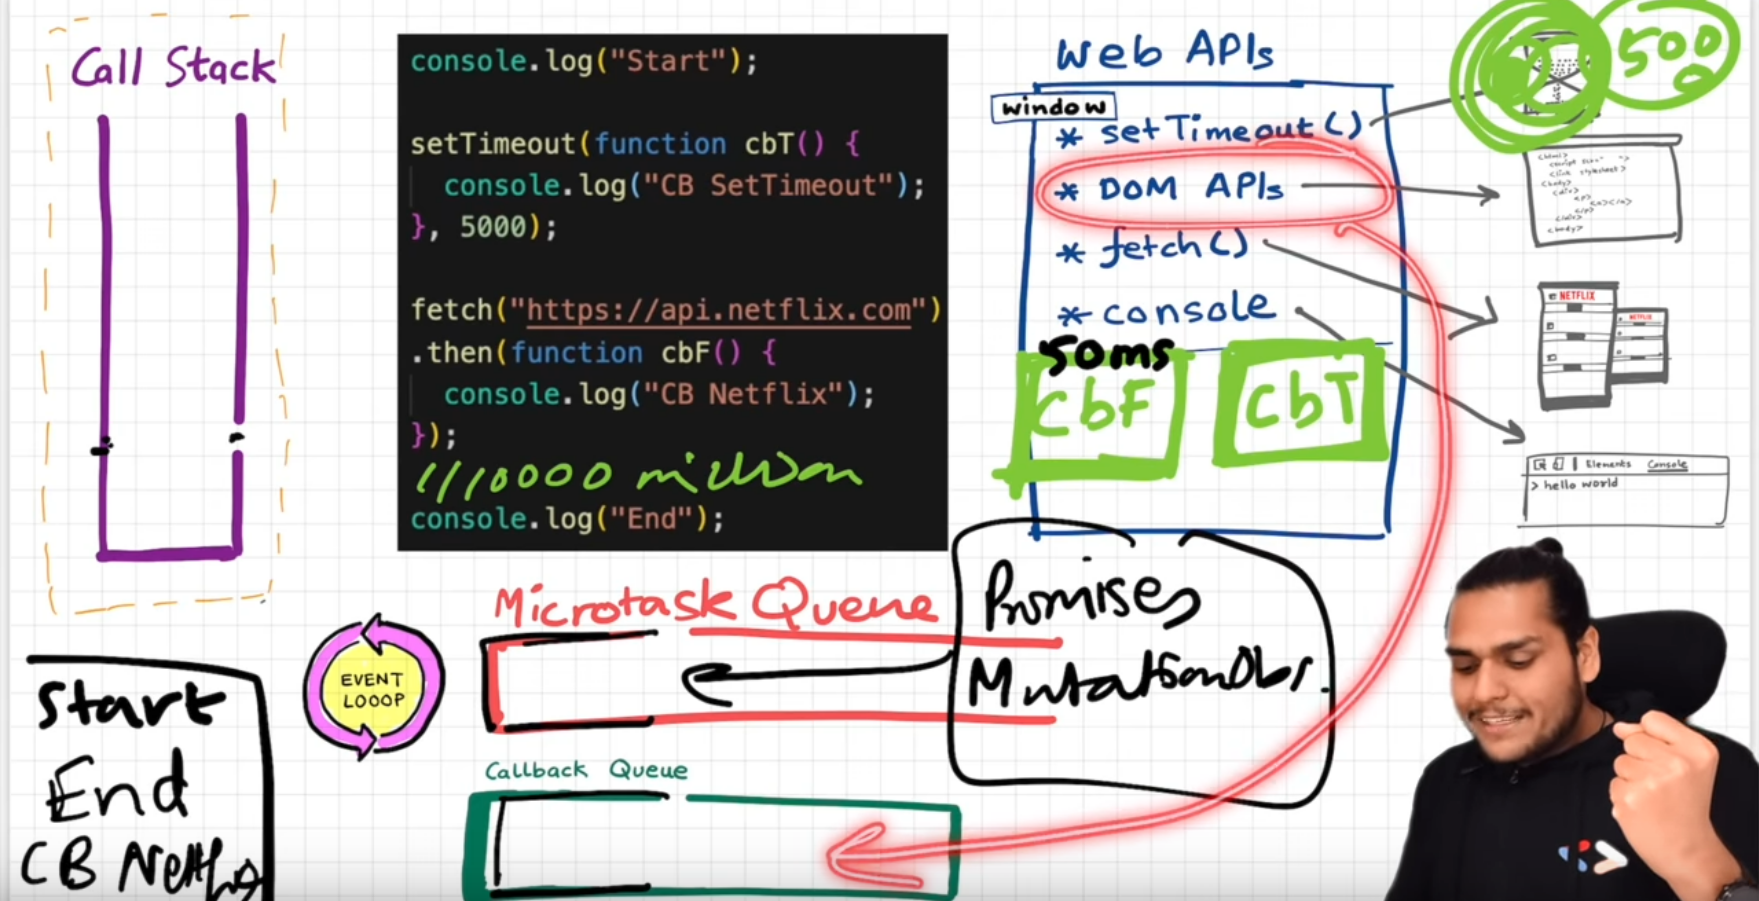 Call Stack
console.log("Start");
setTimeout(function cbT() {
console.log("CB SetTimeout");
}, 5000);
fetch("https://api.netflix.com")
.then(function cbF() {
console.log("CB Netflix");
});
10000 million
console.log("End");
Web APIs
window
* setTimeout()
* DOM APIs
* fetch()
* console
50ms
CbF
CbT
500
0
NETFLIX
NETFLIX
Elements Console
> hello world
Microtask Queue
Promises
MutationObs.
EVENT
LOOOP
Callback Queue
Start
End
CB Netflix